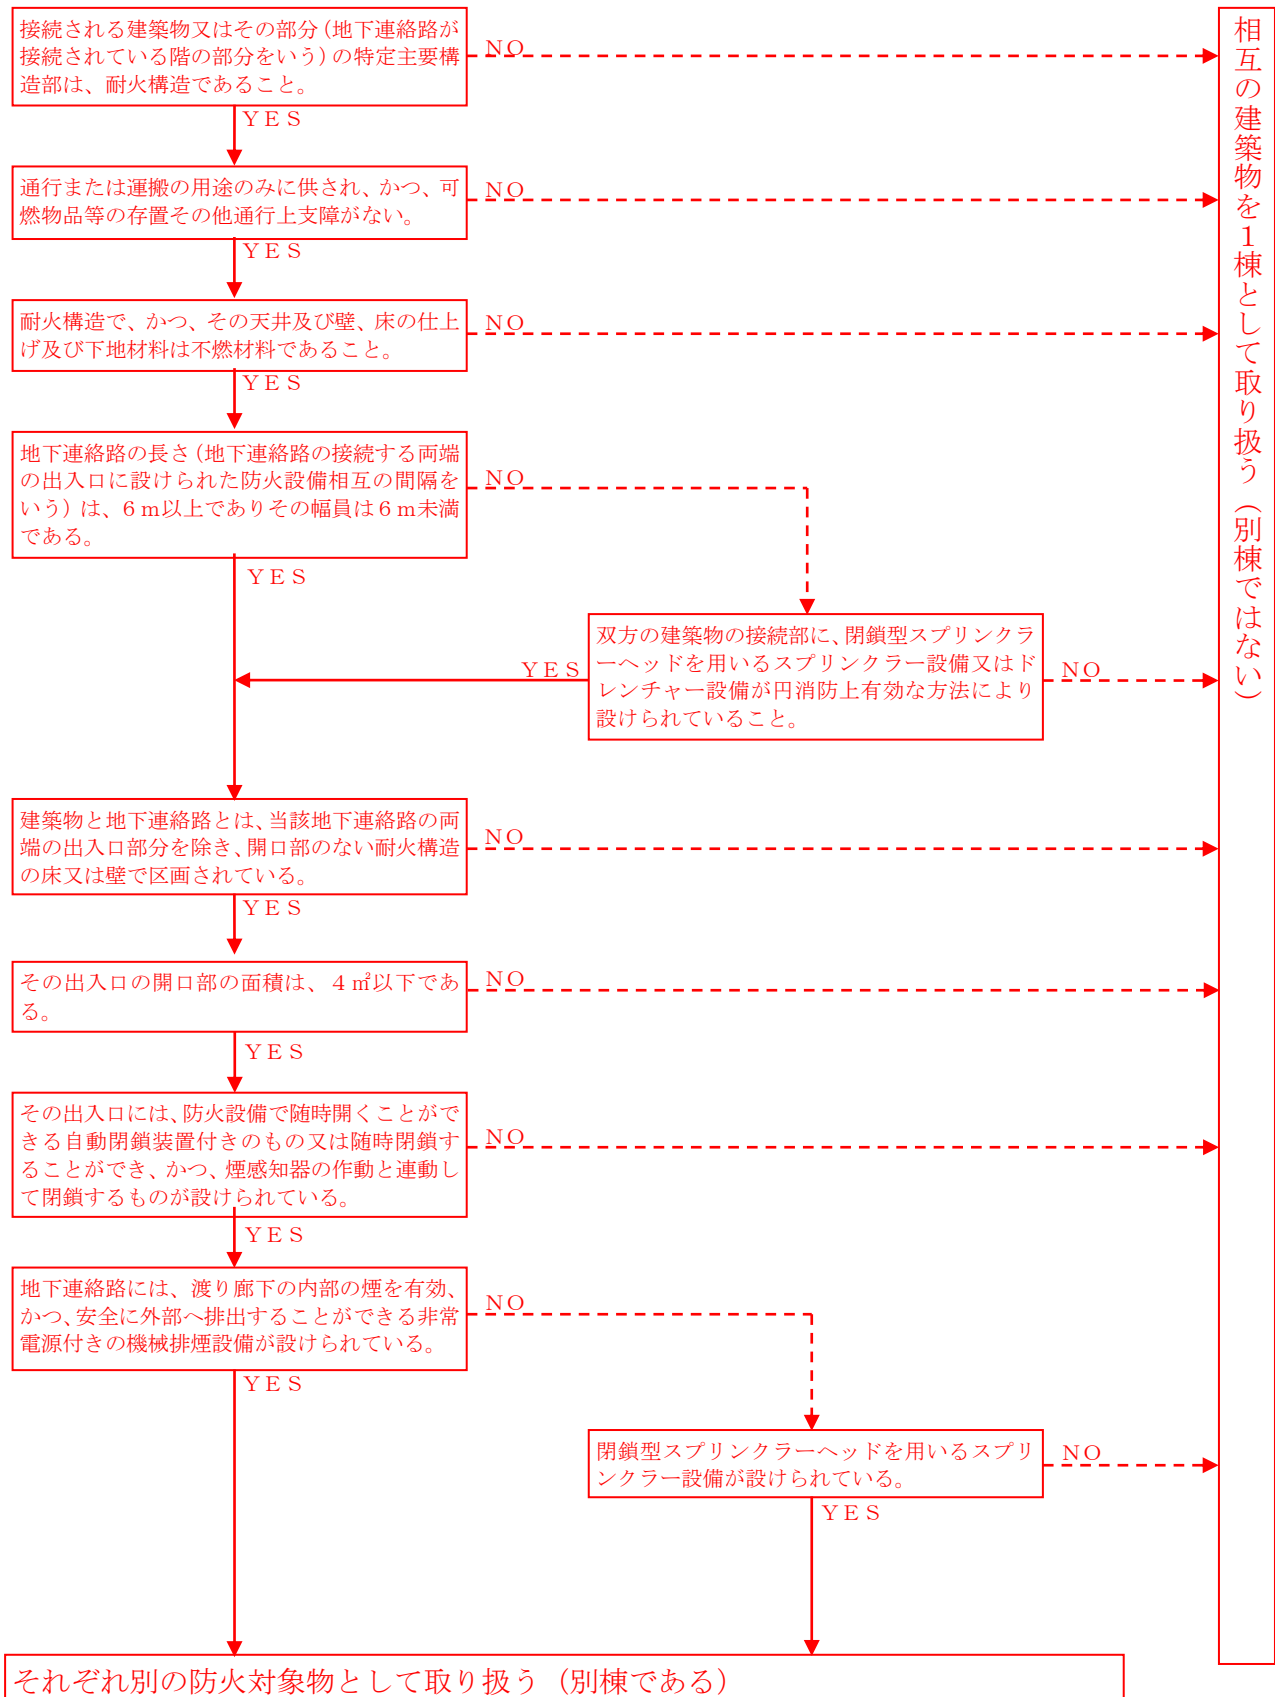 接続される建築物又はその部分（地下連絡路が
接続されている階の部分をいう）の特定主要構
造部は、耐火構造であること。
ＮＯ
ＹＥＳ
通行または運搬の用途のみに供され、かつ、可
燃物品等の存置その他通行上支障がない。
ＮＯ
ＹＥＳ
耐火構造で、かつ、その天井及び壁、床の仕上
げ及び下地材料は不燃材料であること。
ＮＯ
ＹＥＳ
地下連絡路の長さ（地下連絡路の接続する両端
の出入口に設けられた防火設備相互の間隔を
いう）は、６ｍ以上でありその幅員は６ｍ未満
である。
ＮＯ
ＹＥＳ
双方の建築物の接続部に、閉鎖型スプリンクラ
ーヘッドを用いるスプリンクラー設備又はド
レンチャー設備が円消防上有効な方法により
設けられていること。
ＹＥＳ
ＮＯ
建築物と地下連絡路とは、当該地下連絡路の両
端の出入口部分を除き、開口部のない耐火構造
の床又は壁で区画されている。
ＮＯ
ＹＥＳ
その出入口の開口部の面積は、４㎡以下であ
る。
ＮＯ
ＹＥＳ
その出入口には、防火設備で随時開くことがで
きる自動閉鎖装置付きのもの又は随時閉鎖す
ることができ、かつ、煙感知器の作動と連動し
て閉鎖するものが設けられている。
ＮＯ
ＹＥＳ
地下連絡路には、渡り廊下の内部の煙を有効、
かつ、安全に外部へ排出することができる非常
電源付きの機械排煙設備が設けられている。
ＮＯ
ＹＥＳ
閉鎖型スプリンクラーヘッドを用いるスプリ
ンクラー設備が設けられている。
ＮＯ
ＹＥＳ
相互の建築物を１棟として取り扱う（別棟ではない）
それぞれ別の防火対象物として取り扱う（別棟である）